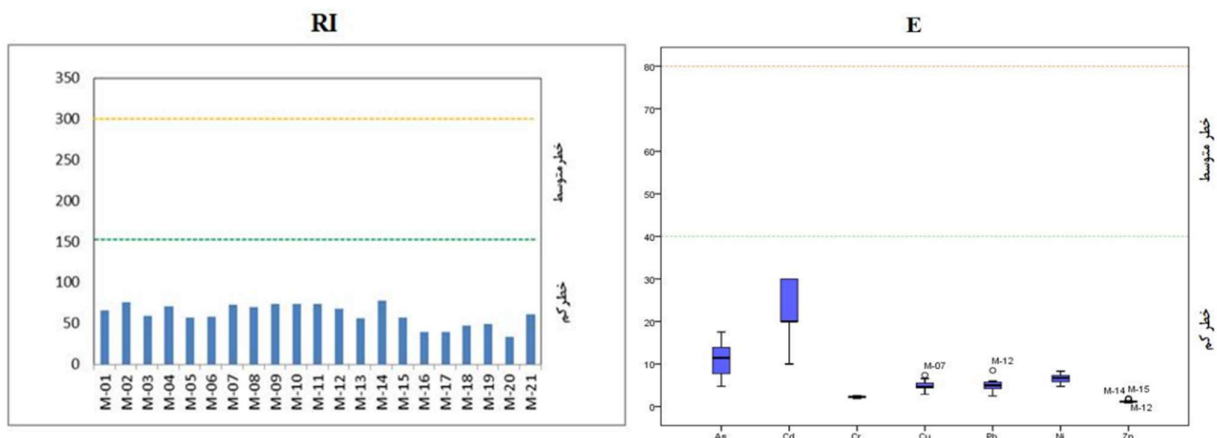 RI
350
300
250
200
150
100
50
0
خطر متوسط
خطر کم
M-01
M-02
M-03
M-04
M-05
M-06
M-07
M-08
M-09
M-10
M-11
M-12
M-13
M-14
M-15
M-16
M-17
M-18
M-19
M-20
M-21
E
80
70
60
50
40
30
20
10
0
خطر متوسط
خطر کم
M-07
M-12
M-14 M-15
M-12
As Cd Cr Cu Pb Ni Zn